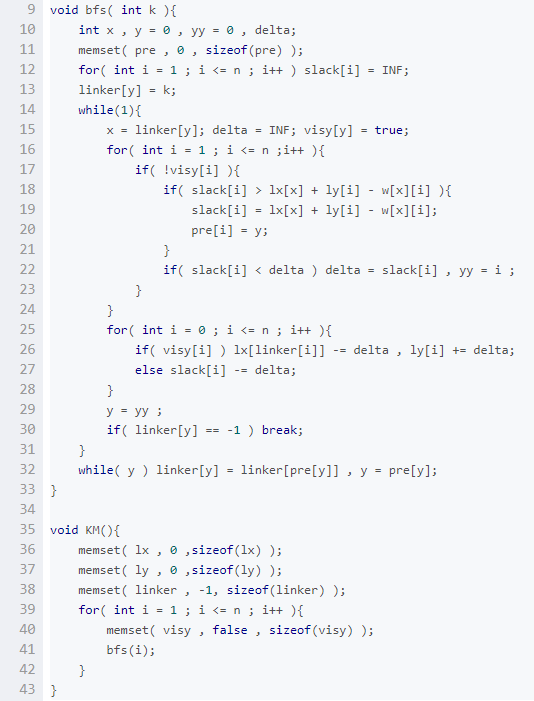 9 void bfs( int k ){
10     int x , y = 0 , yy = 0 , delta;
11     memset( pre , 0 , sizeof(pre) );
12     for( int i = 1 ; i <= n ; i++ ) slack[i] = INF;
13     linker[y] = k;
14     while(1){
15         x = linker[y]; delta = INF; visy[y] = true;
16         for( int i = 1 ; i <= n ;i++ ){
17             if( !visy[i] ){
18                 if( slack[i] > lx[x] + ly[i] - w[x][i] ){
19                     slack[i] = lx[x] + ly[i] - w[x][i];
20                     pre[i] = y;
21                 }
22                 if( slack[i] < delta ) delta = slack[i] , yy = i ;
23             }
24         }
25         for( int i = 0 ; i <= n ; i++ ){
26             if( visy[i] ) lx[linker[i]] -= delta , ly[i] += delta;
27             else slack[i] -= delta;
28         }
29         y = yy ;
30         if( linker[y] == -1 ) break;
31     }
32     while( y ) linker[y] = linker[pre[y]] , y = pre[y];
33 }
34
35 void KM(){
36     memset( lx , 0 ,sizeof(lx) );
37     memset( ly , 0 ,sizeof(ly) );
38     memset( linker , -1, sizeof(linker) );
39     for( int i = 1 ; i <= n ; i++ ){
40         memset( visy , false , sizeof(visy) );
41         bfs(i);
42     }
43 }